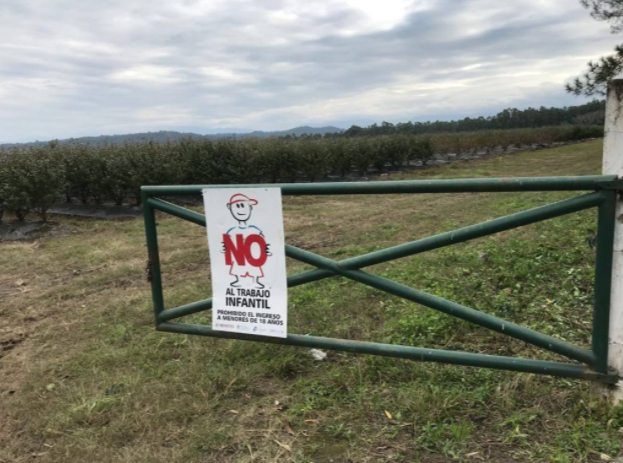 NO
AL TRABAJO
INFANTIL
PROHIBIDO EL INGRESO
A MENORES DE 18 AÑOS